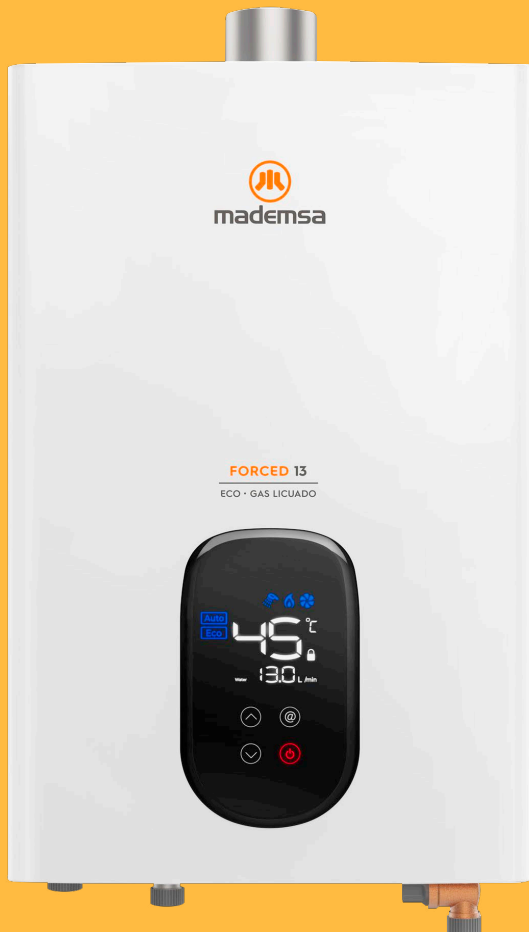 mademsa
FORCED 13
ECO · GAS LICUADO
Auto
Eco
45 °C
Water 13.0 L /min
@